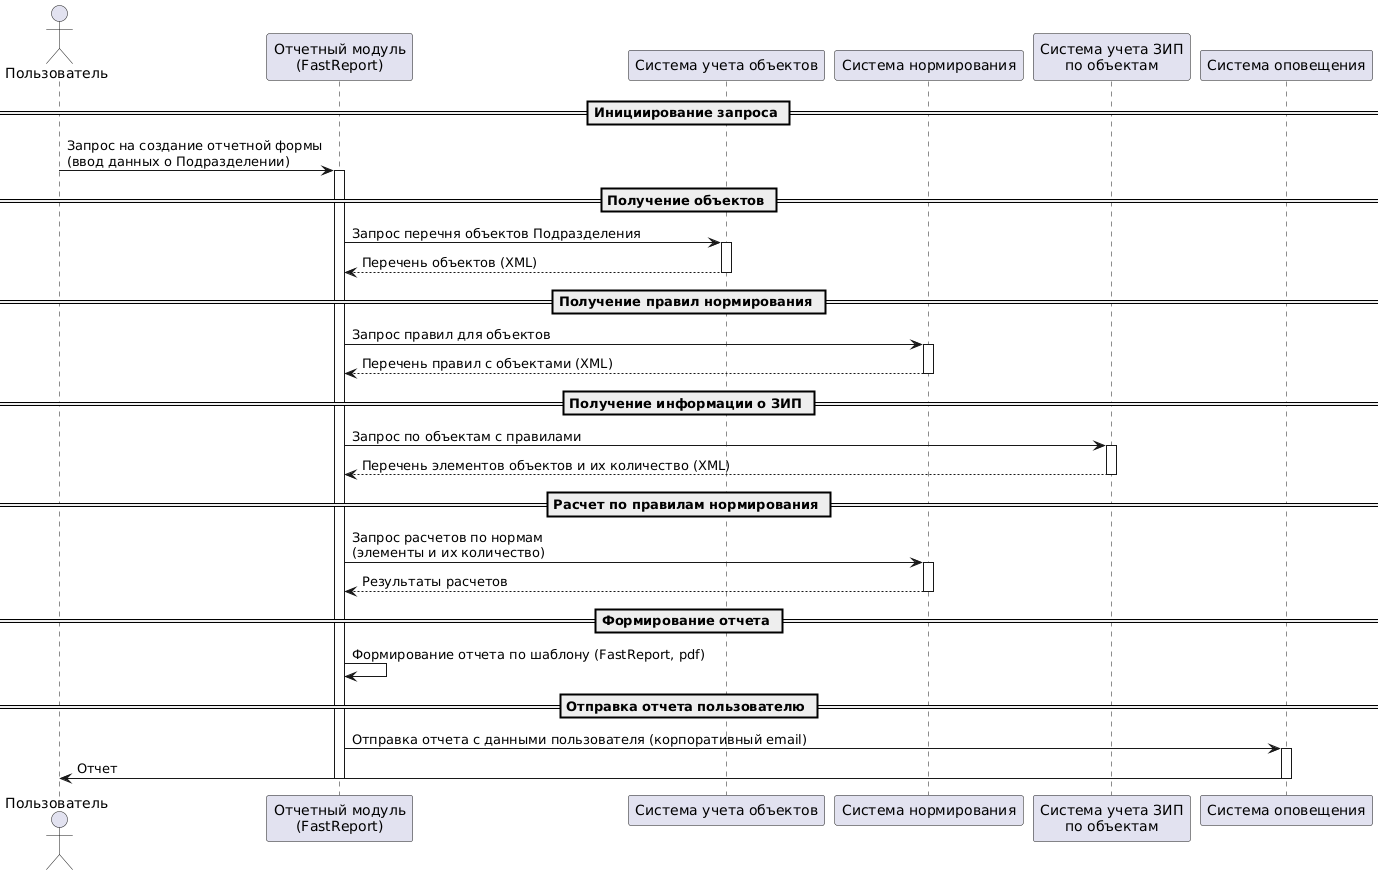 Пользователь
Отчетный модуль
(FastReport)
Система учета объектов
Система нормирования
Система учета ЗИП
по объектам
Система оповещения
Инициирование запроса
Запрос на создание отчетной формы
(ввод данных о Подразделении)
Получение объектов
Запрос перечня объектов Подразделения
Перечень объектов (XML)
Получение правил нормирования
Запрос правил для объектов
Перечень правил с объектами (XML)
Получение информации о ЗИП
Запрос по объектам с правилами
Перечень элементов объектов и их количество (XML)
Расчет по правилам нормирования
Запрос расчетов по нормам
(элементы и их количество)
Результаты расчетов
Формирование отчета
Формирование отчета по шаблону (FastReport, pdf)
Отправка отчета пользователю
Отправка отчета с данными пользователя (корпоративный email)
Отчет
Пользователь
Отчетный модуль
(FastReport)
Система учета объектов
Система нормирования
Система учета ЗИП
по объектам
Система оповещения